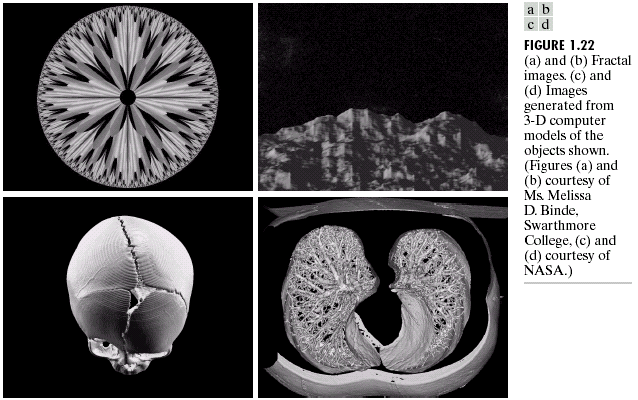 a b
c d
FIGURE 1.22
(a) and (b) Fractal
images. (c) and
(d) Images
generated from
3-D computer
models of the
objects shown.
(Figures (a) and
(b) courtesy of
Ms. Melissa
D. Binde,
Swarthmore
College, (c) and
(d) courtesy of
NASA.)